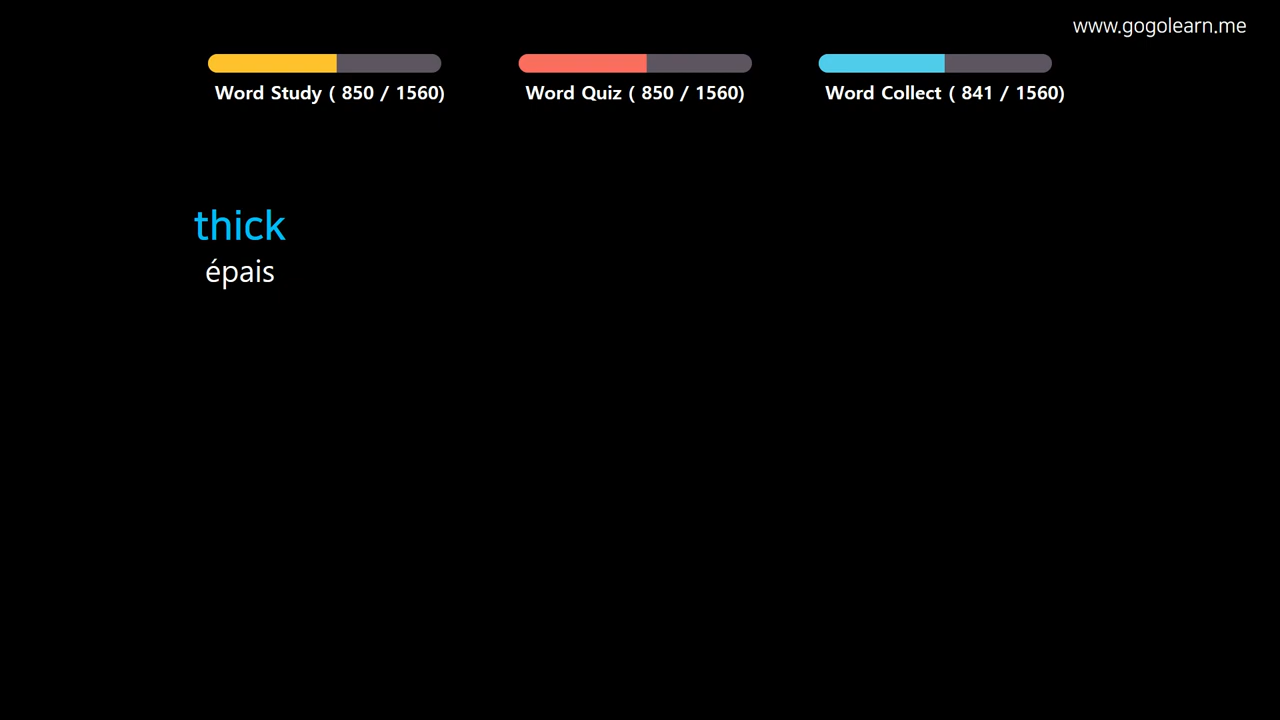 www.gogolearn.me
Word Study ( 850 / 1560)
Word Quiz ( 850 / 1560)
Word Collect ( 841 / 1560)
thick
épais